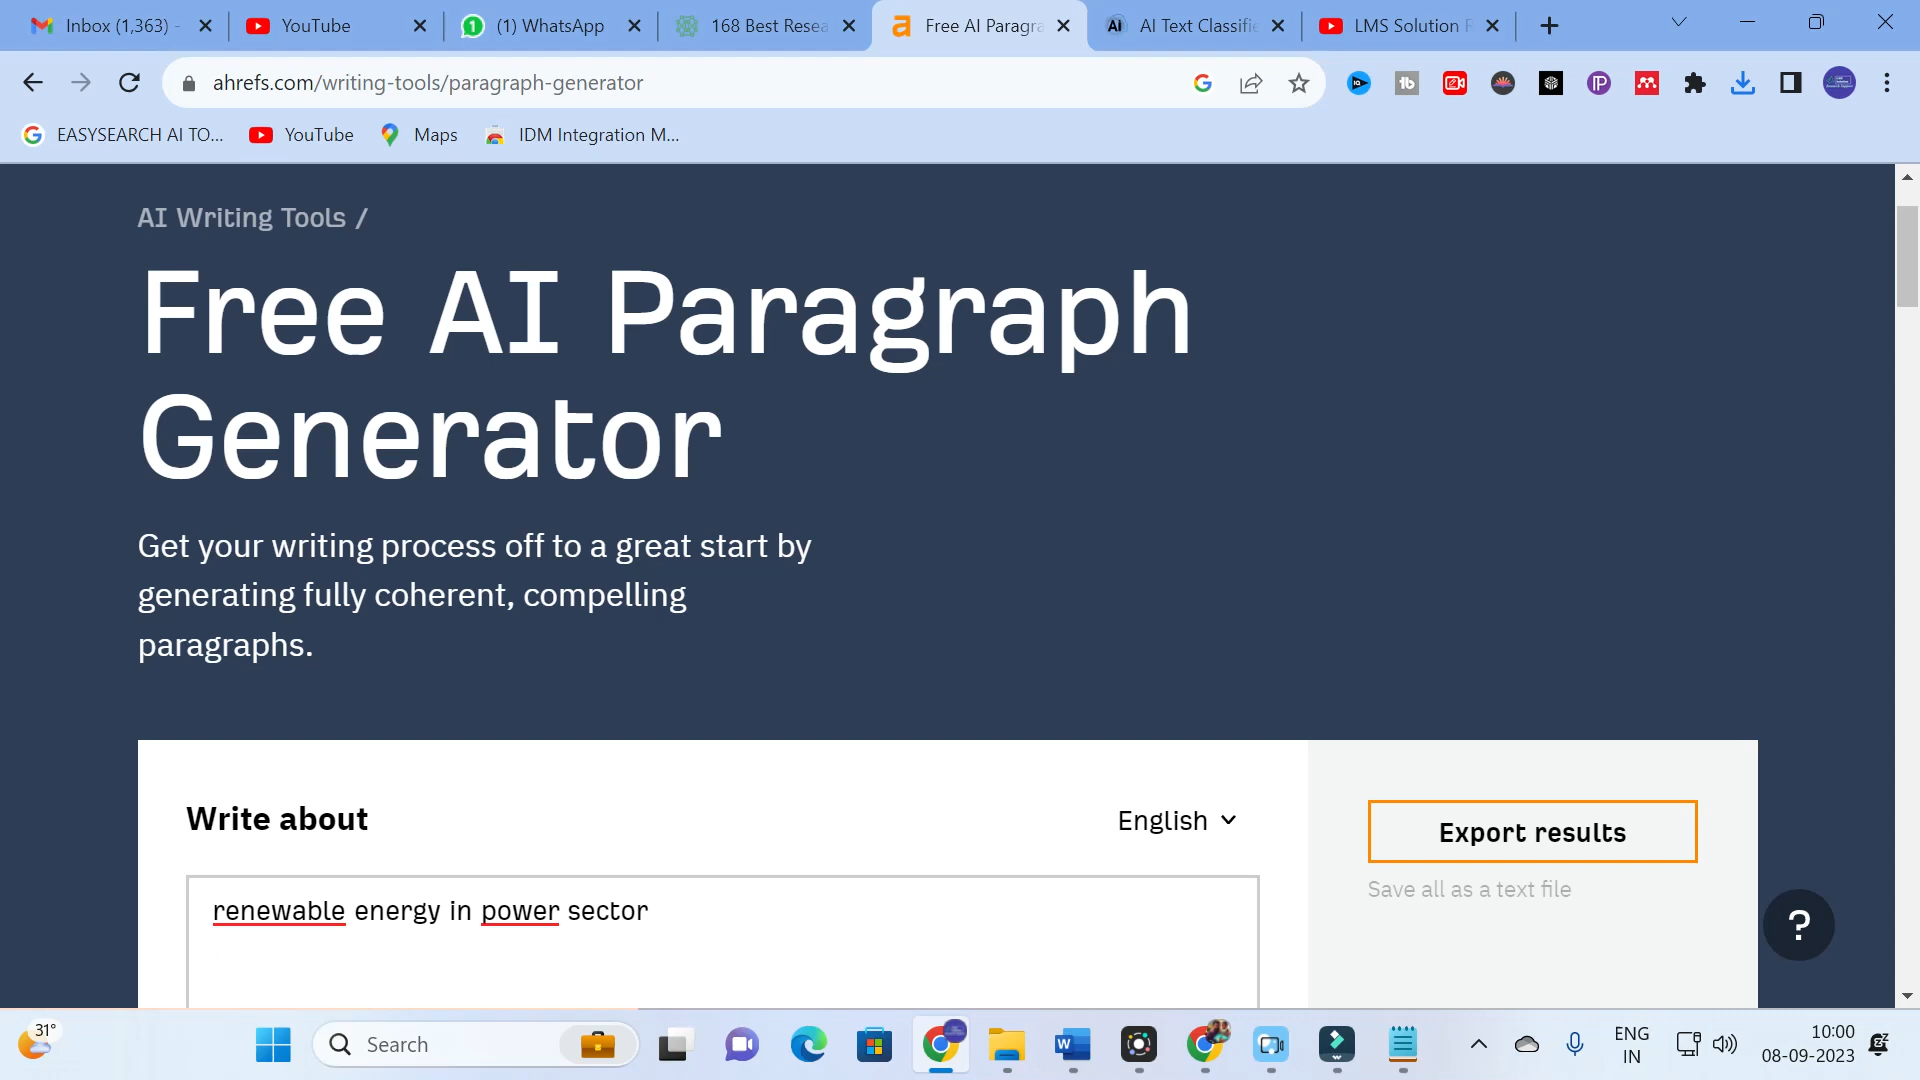 Inbox (1,363) -
YouTube
(1) WhatsApp
168 Best Resea
Free AI Paragra
AI Text Classifie
LMS Solution R
ahrefs.com/writing-tools/paragraph-generator
EASYSEARCH AI TO...
YouTube
Maps
IDM Integration M...
AI Writing Tools /
Free AI Paragraph
Generator
Get your writing process off to a great start by
generating fully coherent, compelling
paragraphs.
Write about
English
Export results
Save all as a text file
renewable energy in power sector
?
31°
Search
ENG
IN
10:00
08-09-2023